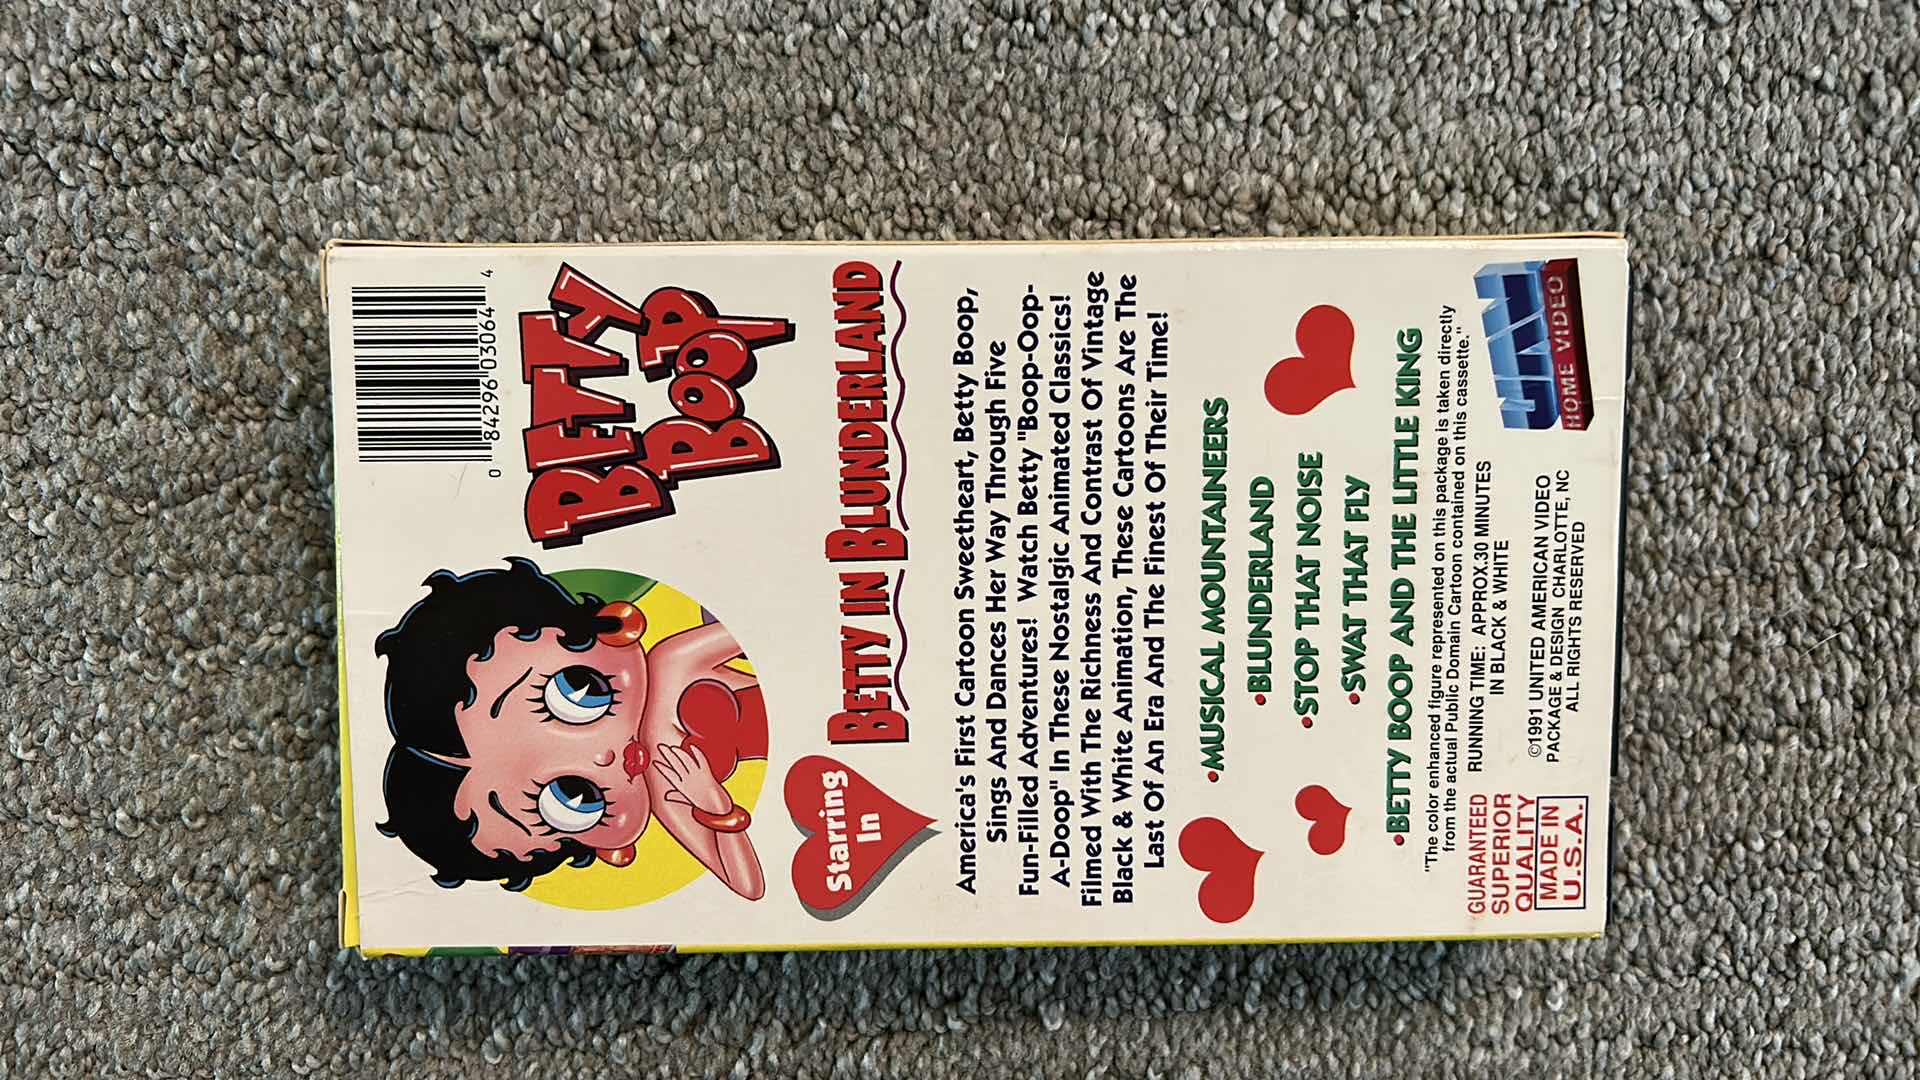 BETTY
BOOP
0 84296 03064 4
Starring
In
BETTY IN BLUNDERLAND
America's First Cartoon Sweetheart, Betty Boop,
Sings And Dances Her Way Through Five
Fun-Filled Adventures! Watch Betty "Boop-Oop-
A-Doop" In These Nostalgic Animated Classics!
Filmed With The Richness And Contrast Of Vintage
Black & White Animation, These Cartoons Are The
Last Of An Era And The Finest Of Their Time!
•MUSICAL MOUNTAINEERS
•BLUNDERLAND
•STOP THAT NOISE
•SWAT THAT FLY
•BETTY BOOP AND THE LITTLE KING
"The color enhanced figure represented on this package is taken directly
from the actual Public Domain Cartoon contained on this cassette."
GUARANTEED
SUPERIOR
QUALITY
MADE IN
U.S.A.
RUNNING TIME: APPROX.30 MINUTES
IN BLACK & WHITE
©1991 UNITED AMERICAN VIDEO
PACKAGE & DESIGN CHARLOTTE, NC
ALL RIGHTS RESERVED
UAV
HOME VIDEO